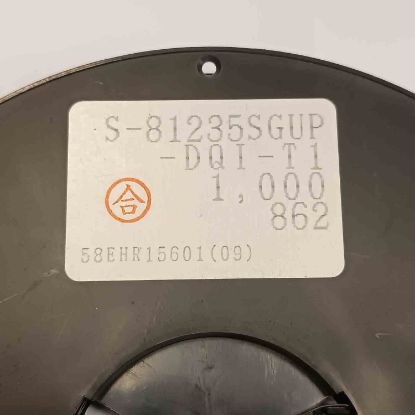 S-81235SGUP
-DQI-T1
1,000
合 862
58EHR15601(09)